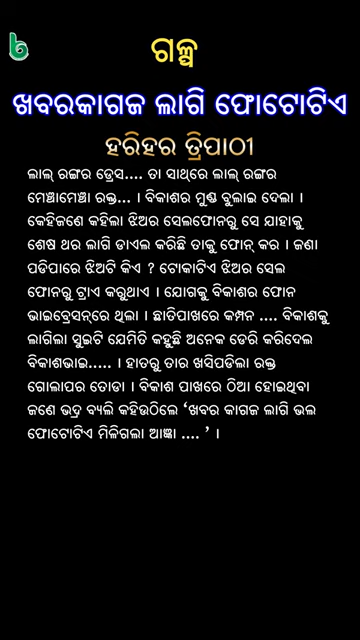 ଗଳ୍ପ
ଖବରକାଗଜ ଲାଗି ଫୋଟୋଟିଏ
ହରିହର ତ୍ରିପାଠୀ
ଲାଲ୍ ରଙ୍ଗର ଡ୍ରେସ.... ତା ସାଥିରେ ଲାଲ୍ ରଙ୍ଗର
ମେଞ୍ଚାମେଞ୍ଚା ରକ୍ତ... । ବିକାଶର ମୁଣ୍ଡ ବୁଲାଇ ଦେଲା ।
କେହିଜଣେ କହିଲା ଝିଅର ସେଲଫୋନରୁ ସେ ଯାହାକୁ
ଶେଷ ଥର ଲାଗି ଡାଏଲ କରିଛି ତାକୁ ଫୋନ୍ କର । ଜଣା
ପଡିପାରେ ଝିଅଟି କିଏ ? ଟୋକାଟିଏ ଝିଅର ସେଲ
ଫୋନରୁ ଟ୍ରାଏ କରୁଥାଏ । ଯୋଗକୁ ବିକାଶର ଫୋନ
ଭାଇବ୍ରେସନ୍‌ରେ ଥିଲା । ଛାତିପାଖରେ କମ୍ପନ .... ବିକାଶକୁ
ଲାଗିଲା ସୁଇଟି ଯେମିତି କହୁଛି ଅନେକ ଡେରି କରିଦେଲ
ବିକାଶଭାଇ..... । ହାତରୁ ତାର ଖସିପଡିଲା ରକ୍ତ
ଗୋଲାପର ତୋଡା । ବିକାଶ ପାଖରେ ଠିଆ ହୋଇଥିବା
ଜଣେ ଭଦ୍ର ବ୍ୟକ୍ତି କହିଉଠିଲେ ‘ଖବର କାଗଜ ଲାଗି ଭଲ
ଫୋଟୋଟିଏ ମିଳିଗଲା ଆଜ୍ଞା .... ’ ।